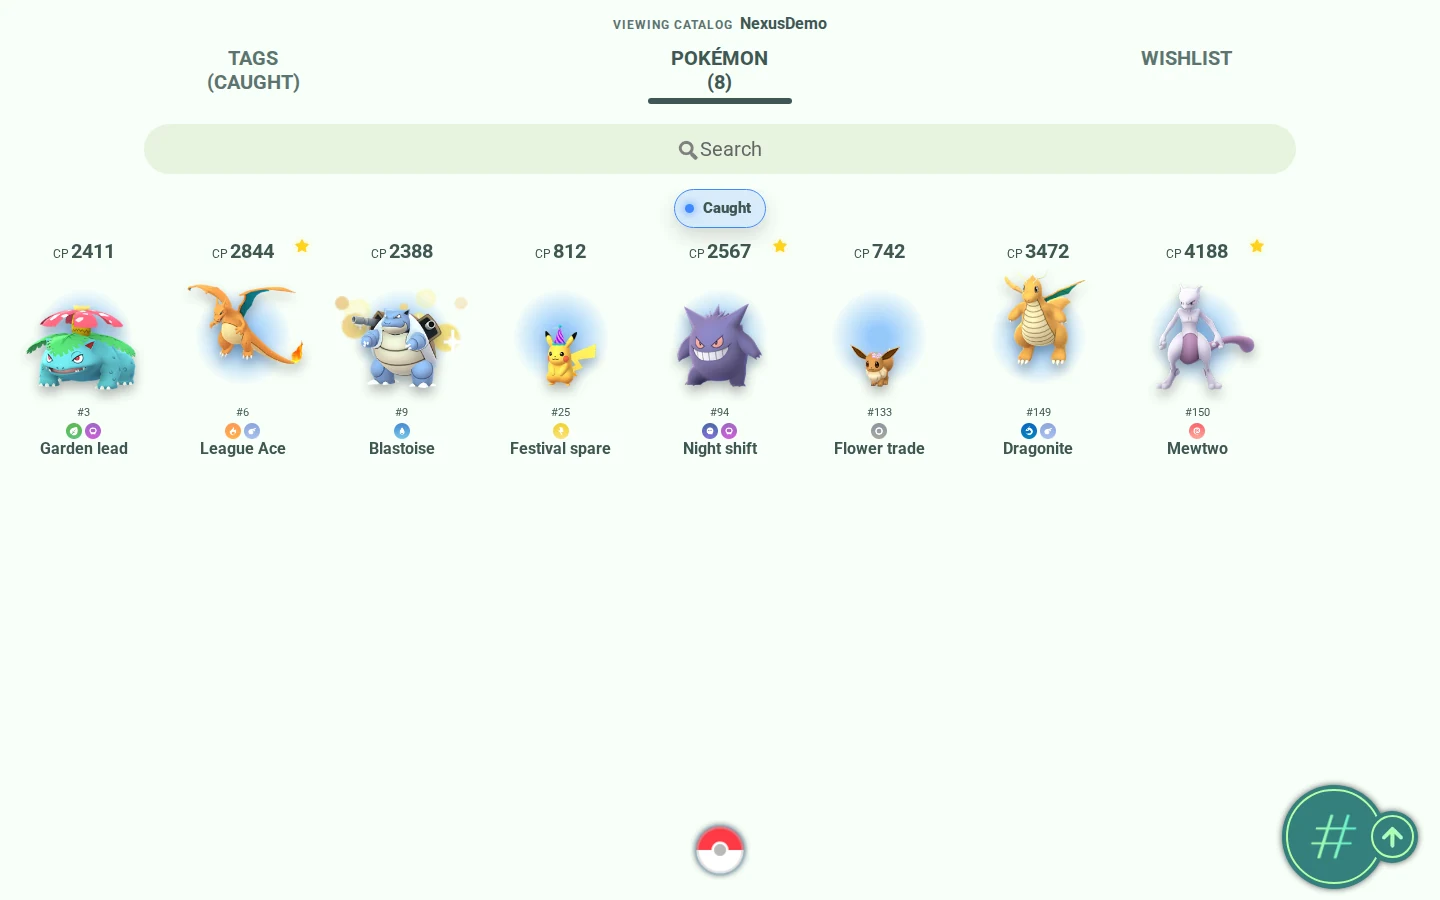 VIEWING CATALOG NexusDemo
TAGS
(CAUGHT)
POKÉMON
(8)
WISHLIST
Search
Caught
CP 2411
CP 2844
CP 2388
CP 812
CP 2567
CP 742
CP 3472
CP 4188
#3
#6
#9
#25
#94
#133
#149
#150
Garden lead
League Ace
Blastoise
Festival spare
Night shift
Flower trade
Dragonite
Mewtwo
#